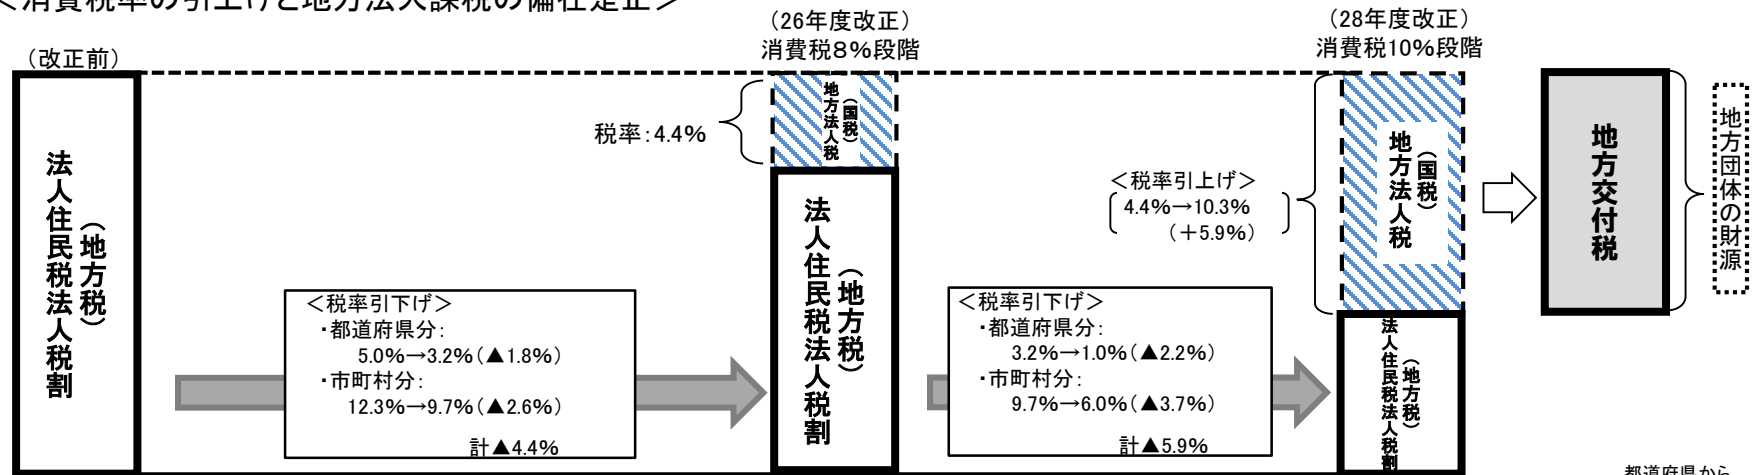 ＜消費税率の引上げと地方法人課税の偏在是正＞
（改正前）
法人住民税法人税割
（地方税）
＜税率引下げ＞
・都道府県分：
5.0%→3.2%（▲1.8%）
・市町村分：
12.3%→9.7%（▲2.6%）
計▲4.4%
（26年度改正）
消費税８％段階
税率：4.4%
地方法人税
（国税）
法人住民税法人税割
（地方税）
＜税率引下げ＞
・都道府県分：
3.2%→1.0%（▲2.2%）
・市町村分：
9.7%→6.0%（▲3.7%）
計▲5.9%
（28年度改正）
消費税10％段階
＜税率引上げ＞
4.4%→10.3%
（＋5.9%）
地方法人税
（国税）
法人住民税法人税割
（地方税）
地方交付税
地方団体の財源
都道府県から